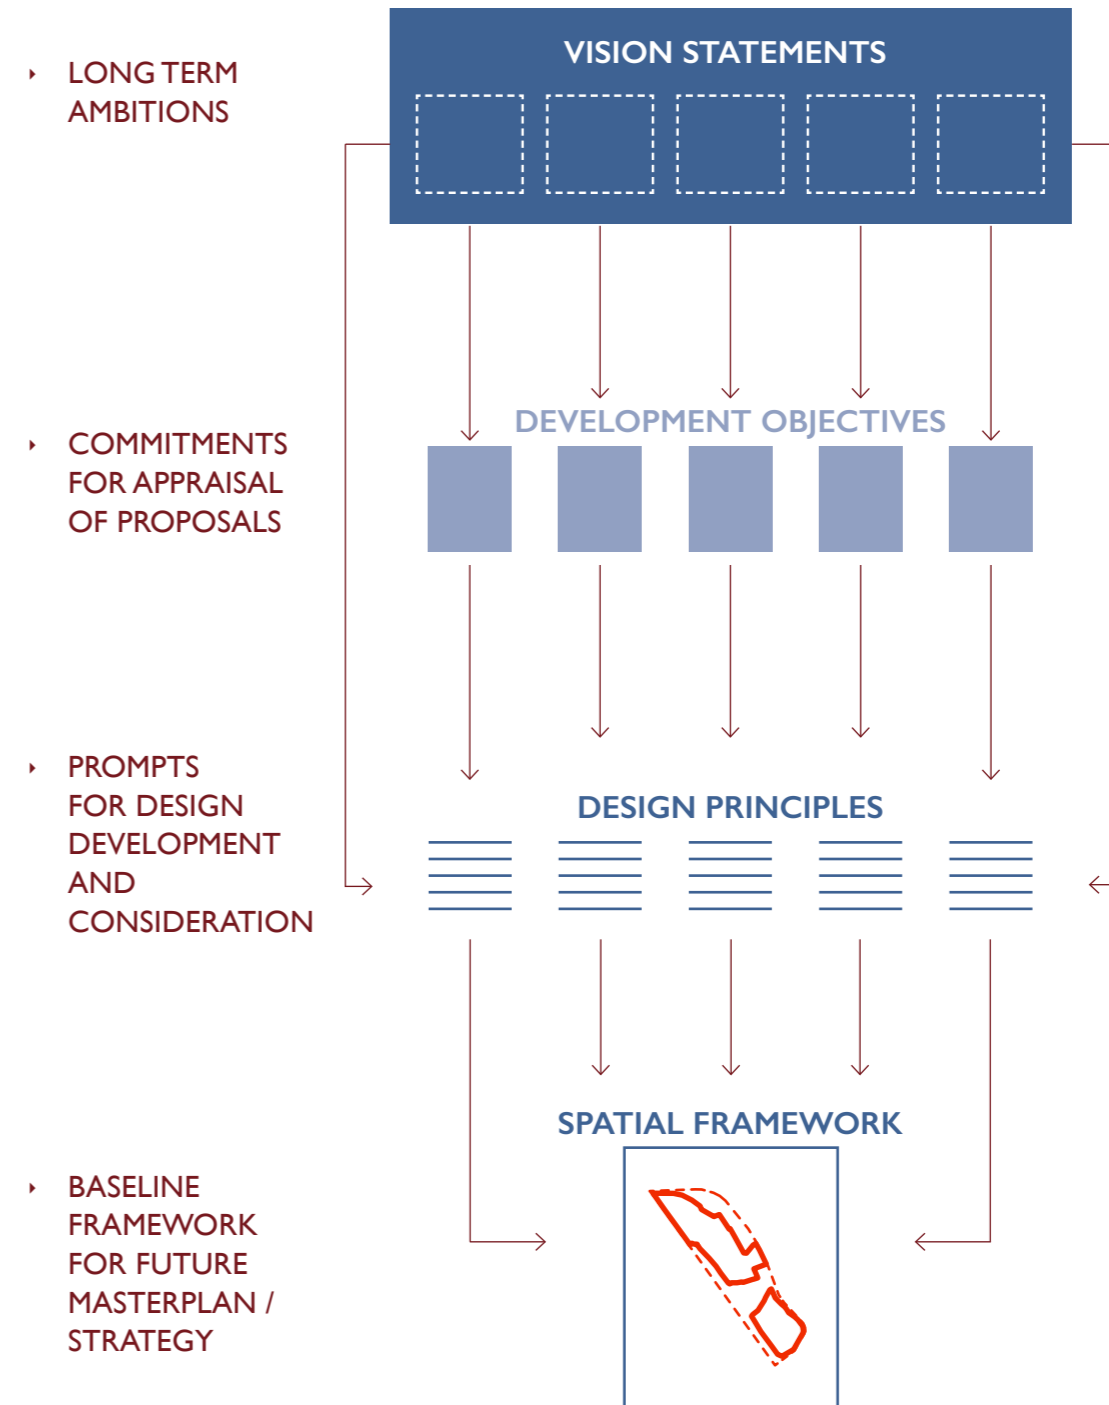 VISION STATEMENTS
LONG TERM
AMBITIONS
DEVELOPMENT OBJECTIVES
COMMITMENTS
FOR APPRAISAL
OF PROPOSALS
PROMPTS
FOR DESIGN
DEVELOPMENT
AND
CONSIDERATION
DESIGN PRINCIPLES
SPATIAL FRAMEWORK
BASELINE
FRAMEWORK
FOR FUTURE
MASTERPLAN /
STRATEGY